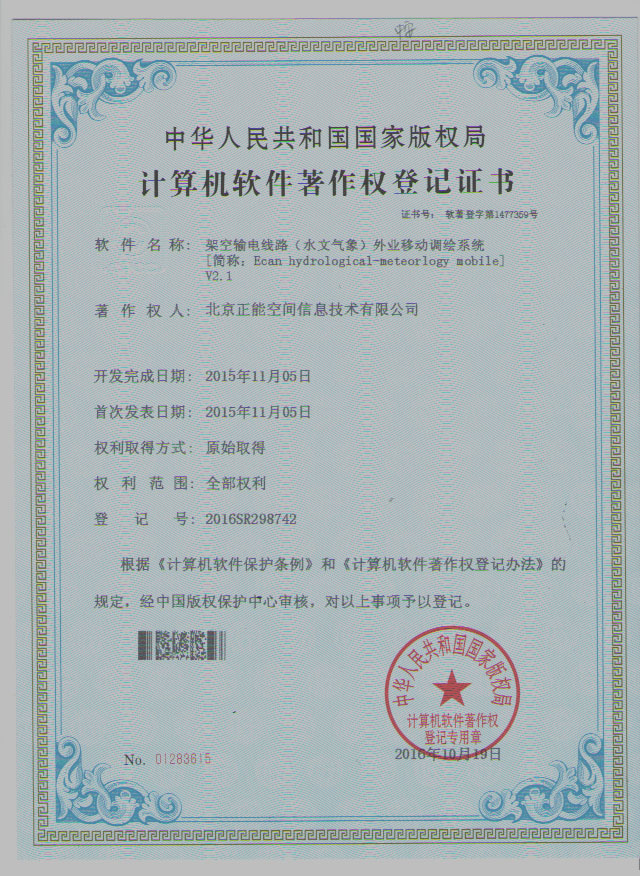 中华人民共和国国家版权局
计算机软件著作权登记证书
证书号： 软著登字第1477359号
软件名称： 架空输电线路（水文气象）外业移动调绘系统
[简称：Ecan hydrological-meteorlogy mobile]
V2.1
著作权人： 北京正能空间信息技术有限公司
开发完成日期： 2015年11月05日
首次发表日期： 2015年11月05日
权利取得方式： 原始取得
权利范围： 全部权利
登记号： 2016SR298742
根据《计算机软件保护条例》和《计算机软件著作权登记办法》的
规定，经中国版权保护中心审核，对以上事项予以登记。
中华人民共和国国家版权局
计算机软件著作权
登记专用章
2016年10月19日
No. 01283615